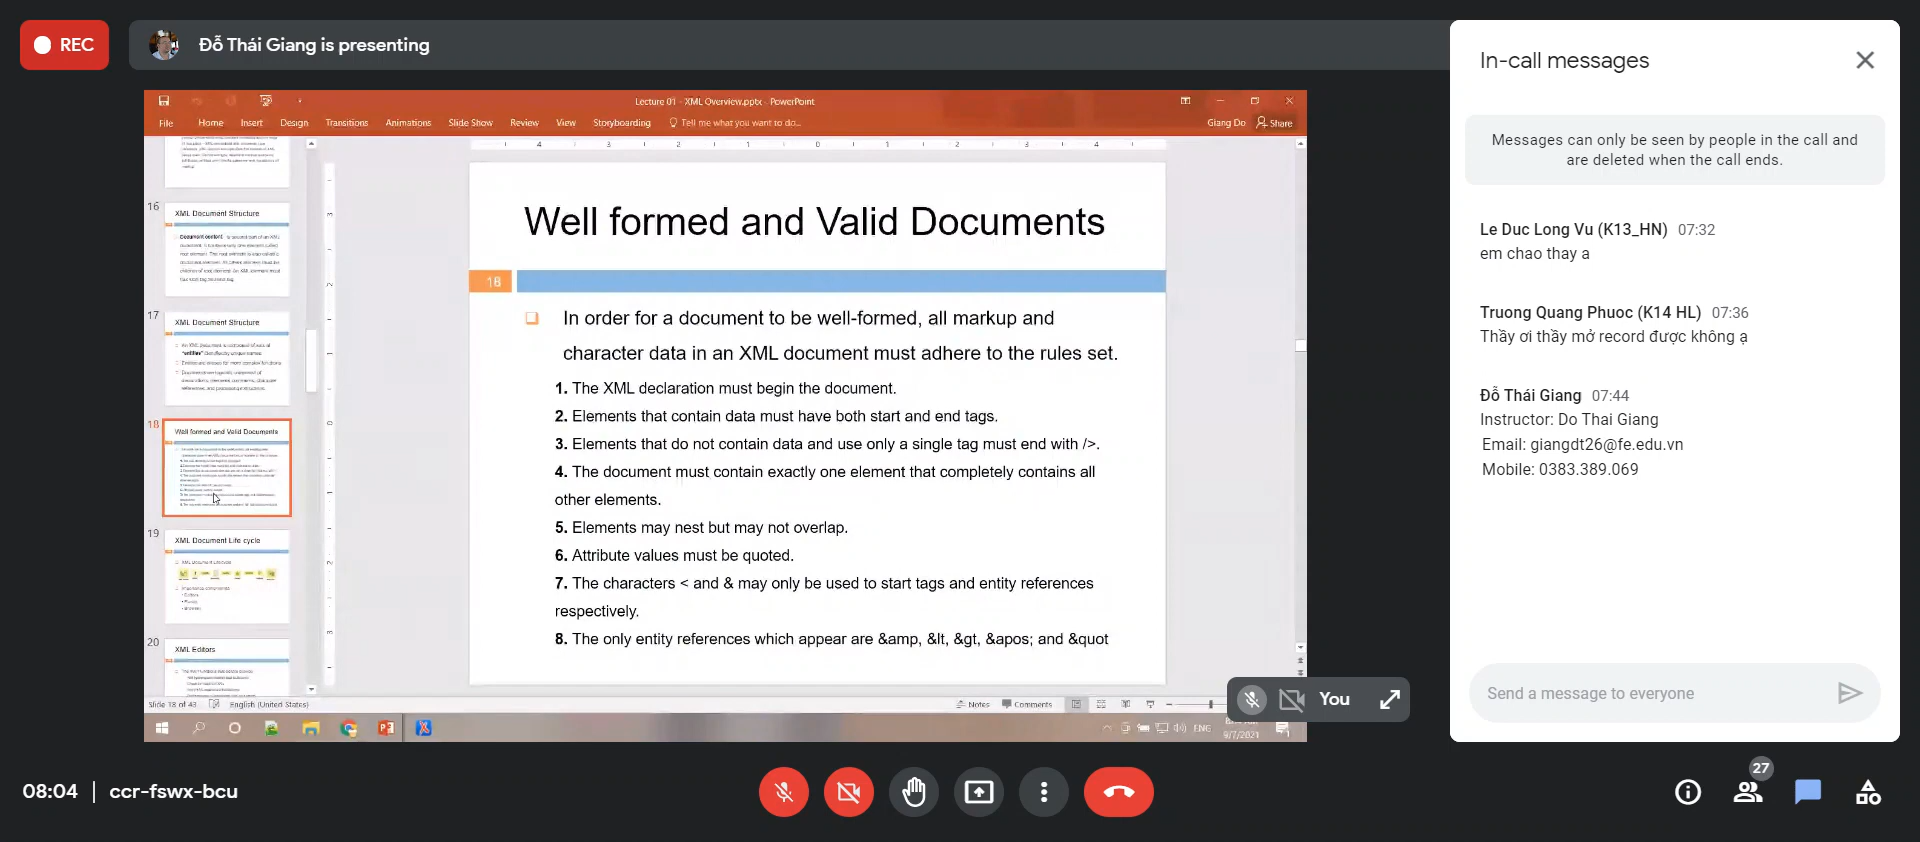 REC
Đỗ Thái Giang is presenting
Lecture 01 - XML Overview.pptx - PowerPoint
File Home Insert Design Transitions Animations Slide Show Review View Storyboarding Tell me what you want to do...
Giang Do Share
16
XML Document Structure
17
XML Document Structure
18
Well formed and Valid Documents
19
XML Document Life cycle
20
XML Editors
Well formed and Valid Documents
18
In order for a document to be well-formed, all markup and
character data in an XML document must adhere to the rules set.
1. The XML declaration must begin the document.
2. Elements that contain data must have both start and end tags.
3. Elements that do not contain data and use only a single tag must end with />.
4. The document must contain exactly one element that completely contains all
other elements.
5. Elements may nest but may not overlap.
6. Attribute values must be quoted.
7. The characters < and & may only be used to start tags and entity references
respectively.
8. The only entity references which appear are &amp, &lt, &gt, &apos; and &quot
Slide 18 of 43 English (United States)
Notes Comments
You
ENG
9/7/2021
In-call messages
Messages can only be seen by people in the call and
are deleted when the call ends.
Le Duc Long Vu (K13_HN) 07:32
em chao thay a
Truong Quang Phuoc (K14 HL) 07:36
Thầy ơi thầy mở record được không ạ
Đỗ Thái Giang 07:44
Instructor: Do Thai Giang
Email: giangdt26@fe.edu.vn
Mobile: 0383.389.069
Send a message to everyone
08:04 | ccr-fswx-bcu
27